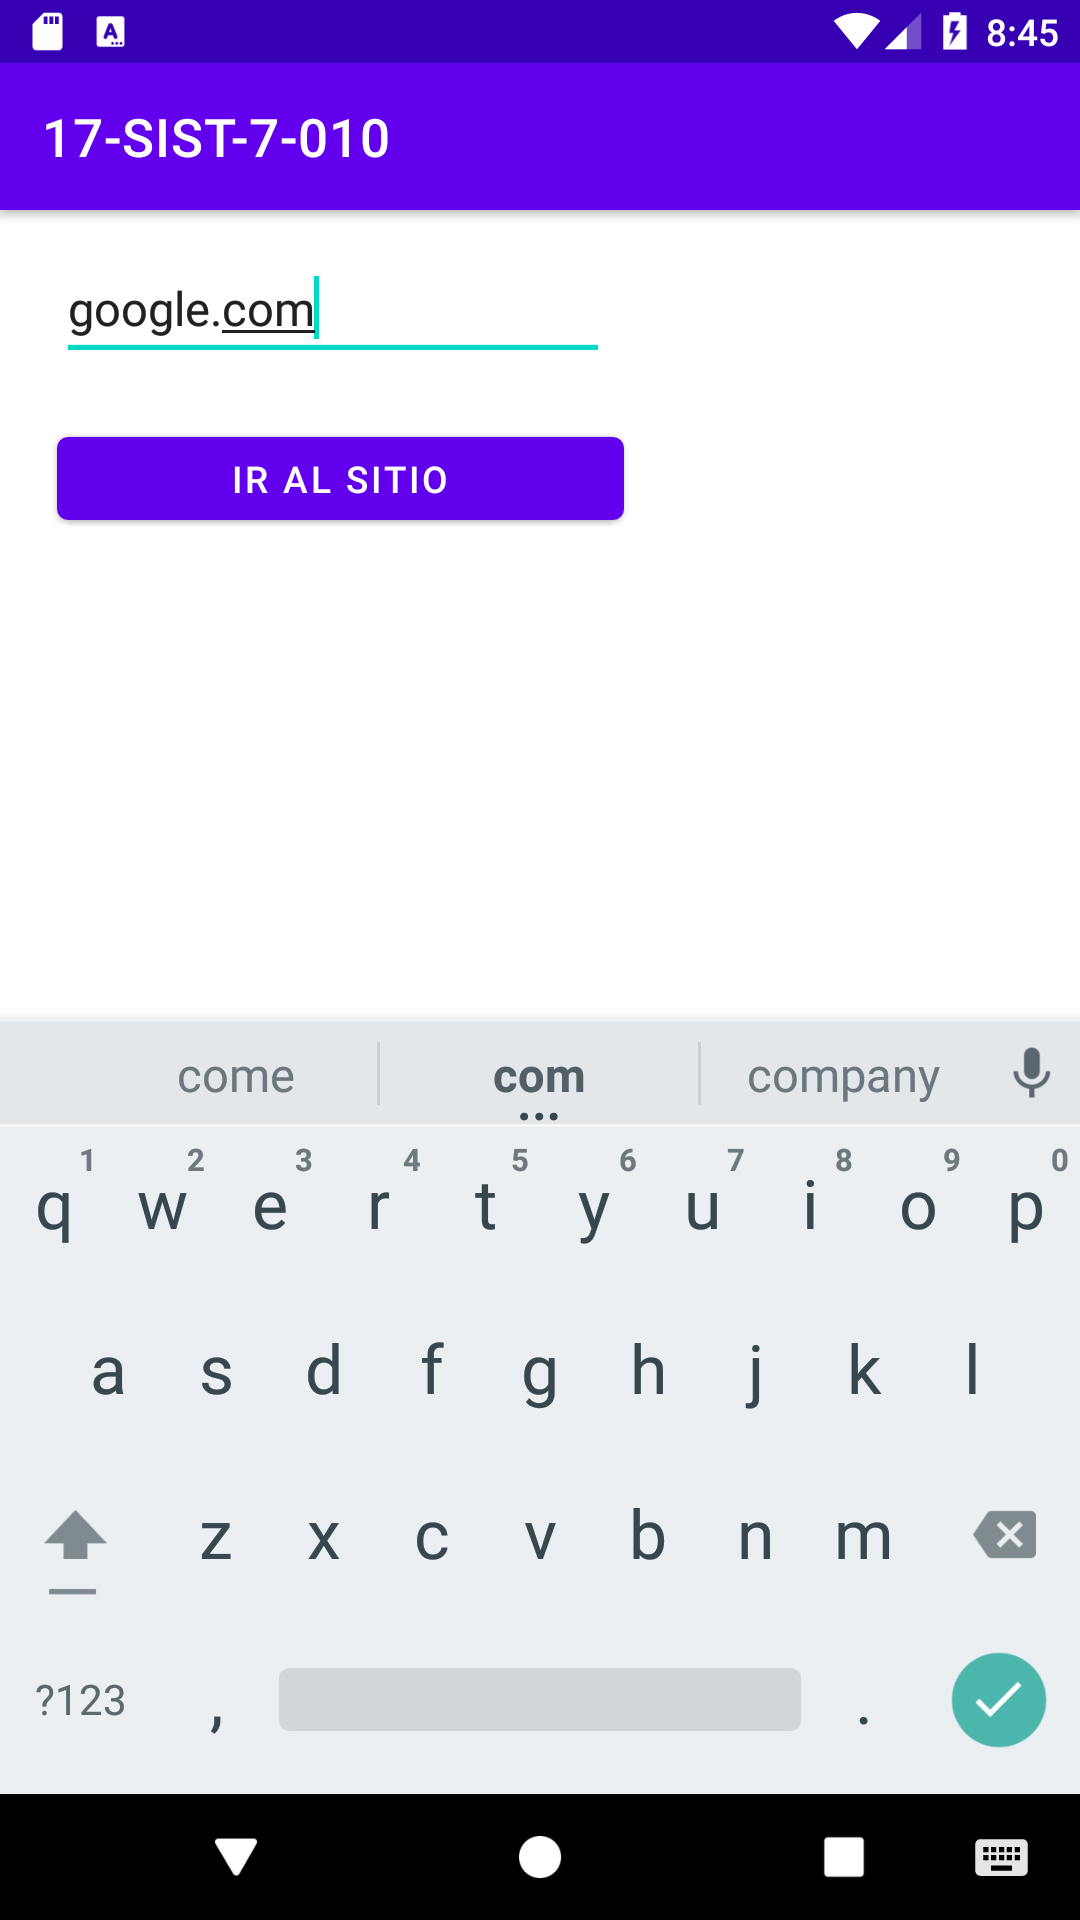 8:45
17-SIST-7-010
google.com
IR AL SITIO
come com company
1 2 3 4 5 6 7 8 9 0
q w e r t y u i o p
a s d f g h j k l
z x c v b n m
?123 , .